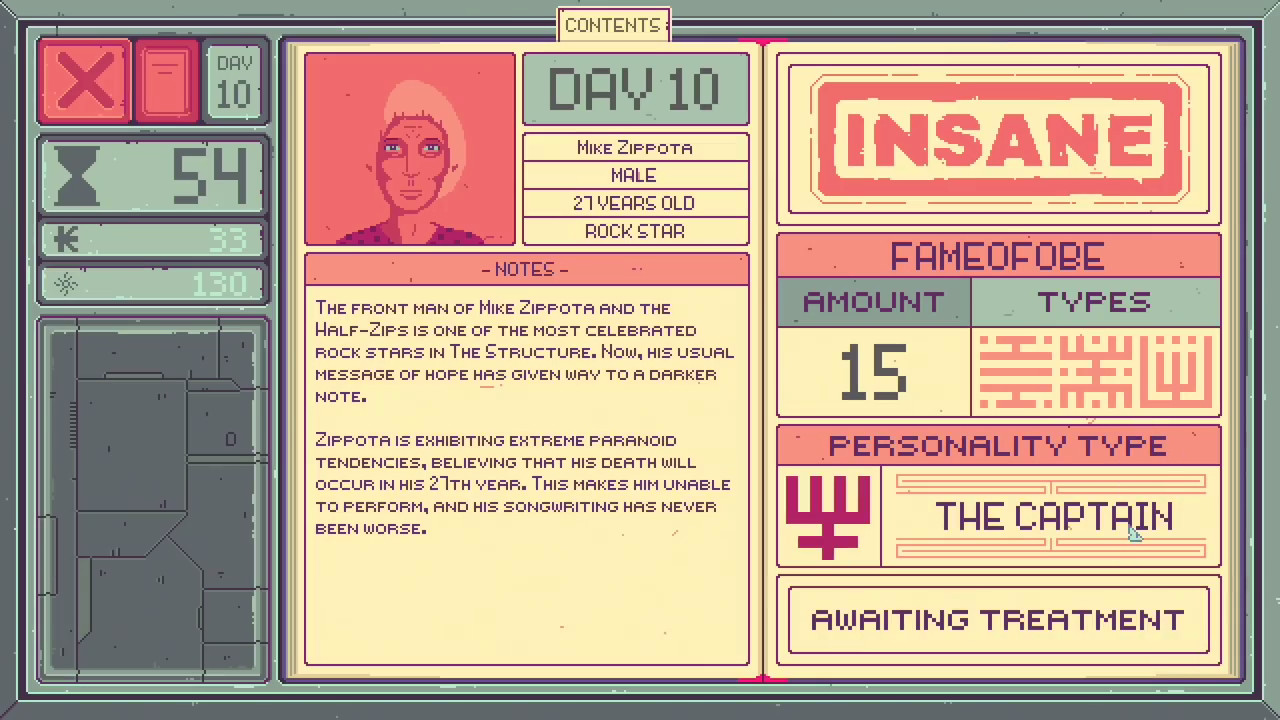 CONTENTS
DAY
10
54
33
130
DAY 10
MIKE ZIPPOTA
MALE
27 YEARS OLD
ROCK STAR
- NOTES -
THE FRONT MAN OF MIKE ZIPPOTA AND THE
HALF-ZIPS IS ONE OF THE MOST CELEBRATED
ROCK STARS IN THE STRUCTURE. NOW, HIS USUAL
MESSAGE OF HOPE HAS GIVEN WAY TO A DARKER
NOTE.
ZIPPOTA IS EXHIBITING EXTREME PARANOID
TENDENCIES, BELIEVING THAT HIS DEATH WILL
OCCUR IN HIS 27TH YEAR. THIS MAKES HIM UNABLE
TO PERFORM, AND HIS SONGWRITING HAS NEVER
BEEN WORSE.
INSANE
FAMEOFOBE
AMOUNT
TYPES
15
PERSONALITY TYPE
THE CAPTAIN
AWAITING TREATMENT